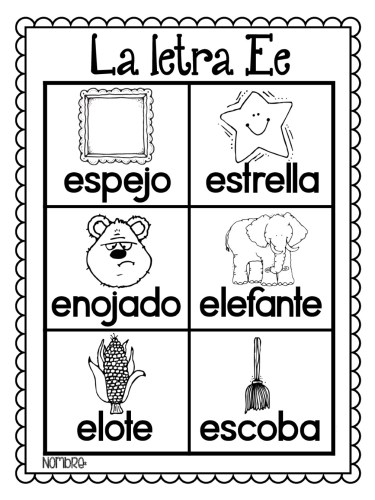 La letra Ee
espejo
estrella
enojado
elefante
elote
escoba
NOMBRE: